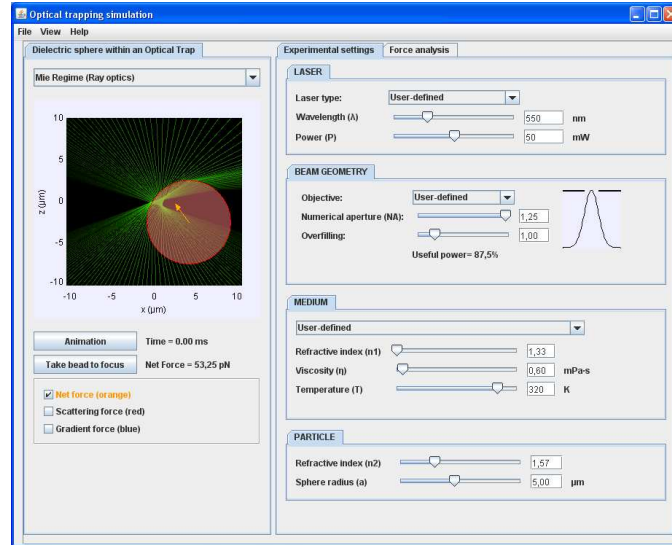 Optical trapping simulation
File View Help
Dielectric sphere within an Optical Trap
Mie Regime (Ray optics)
10
5
0
-5
-10
z (µm)
-10 -5 0 5 10
x (µm)
Animation Time = 0.00 ms
Take bead to focus Net Force = 53,25 pN
Net force (orange)
Scattering force (red)
Gradient force (blue)
Experimental settings Force analysis
LASER
Laser type: User-defined
Wavelength (λ) 550 nm
Power (P) 50 mW
BEAM GEOMETRY
Objective: User-defined
Numerical aperture (NA): 1,25
Overfilling: 1,00
Useful power= 87,5%
MEDIUM
User-defined
Refractive index (n1) 1,33
Viscosity (η) 0,60 mPa·s
Temperature (T) 320 K
PARTICLE
Refractive index (n2) 1,57
Sphere radius (a) 5,00 µm